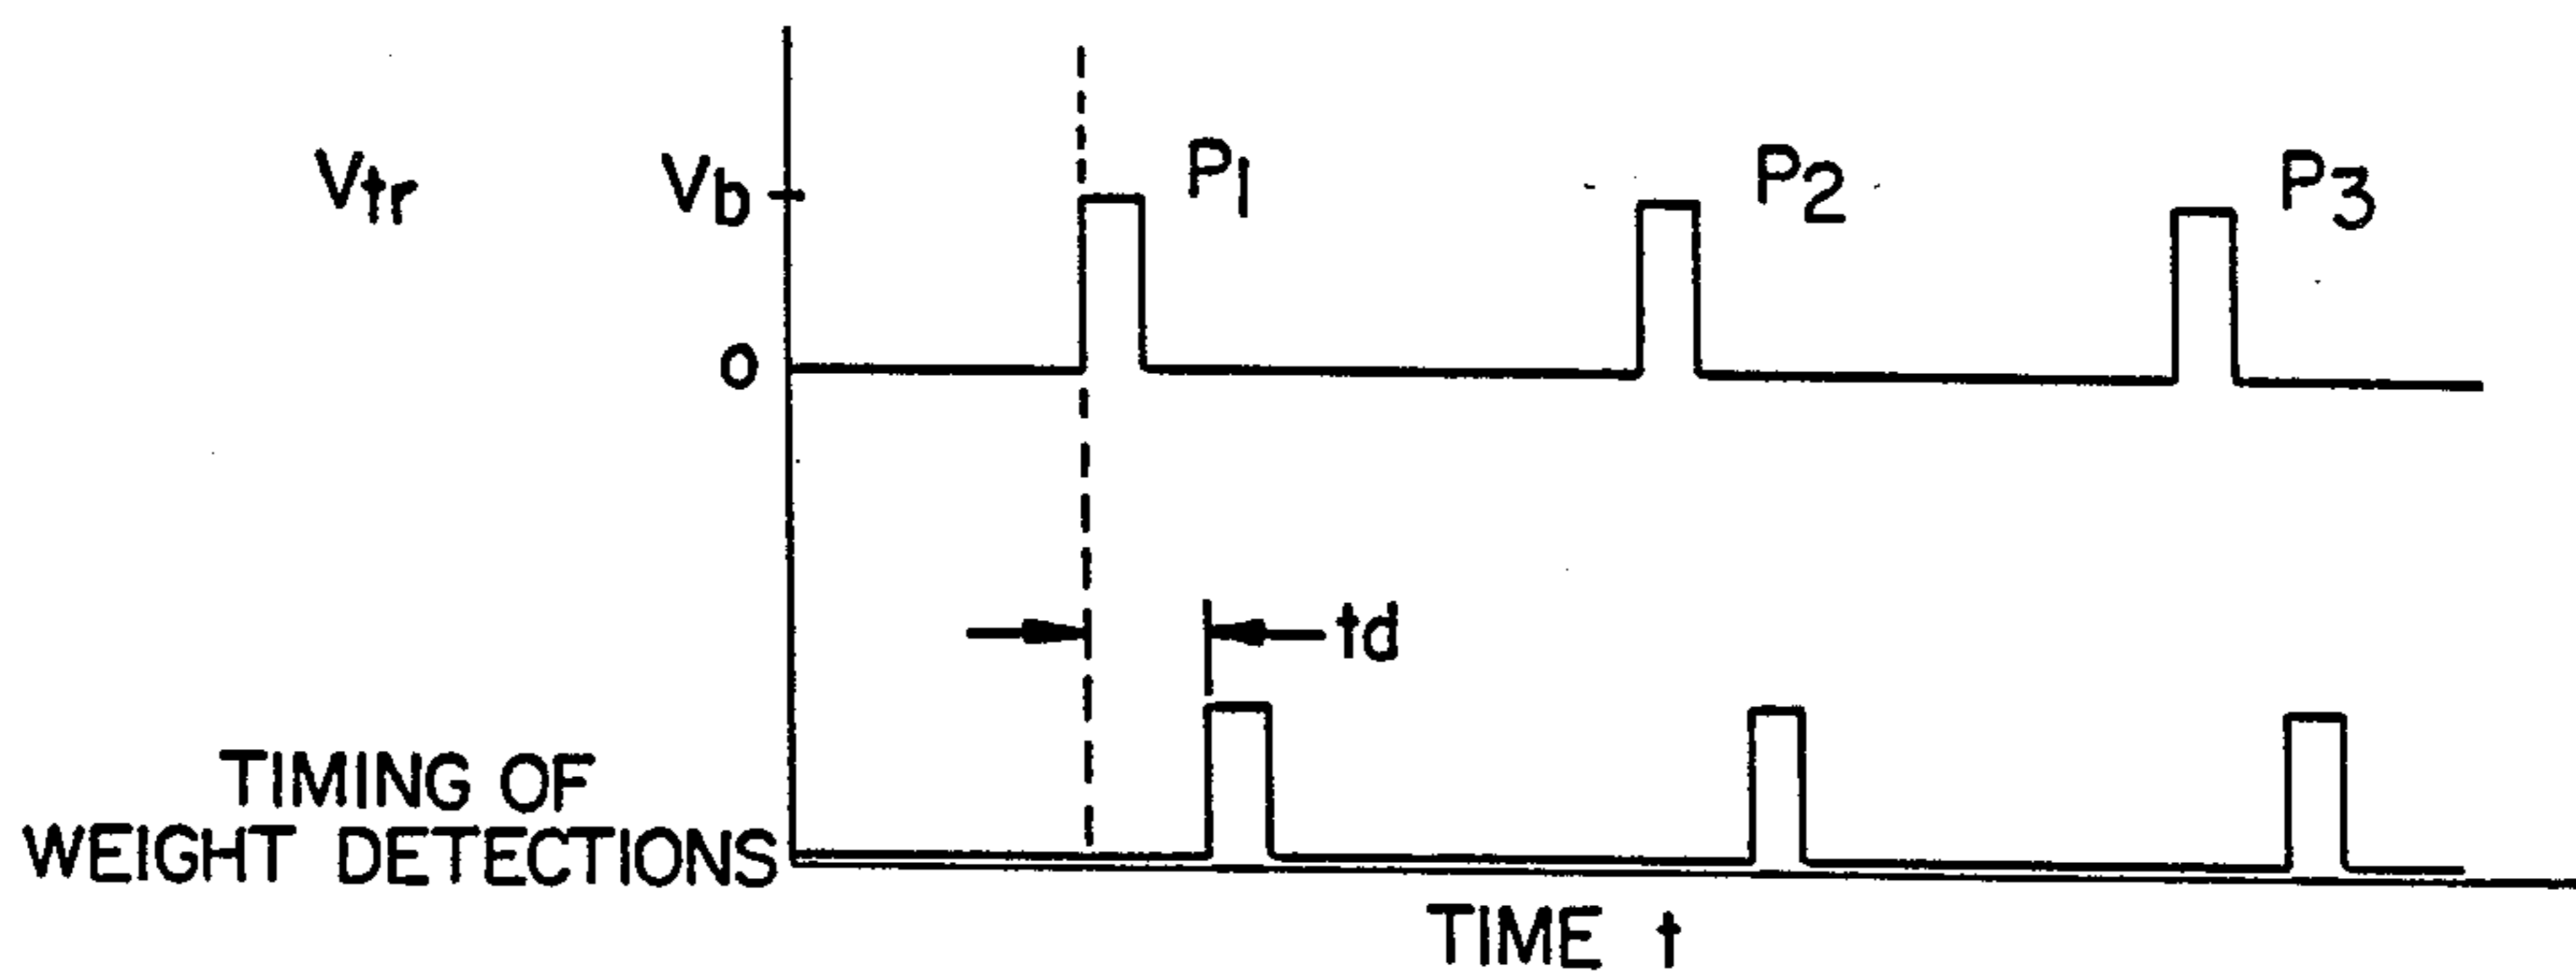 Vtr
Vb
P1
P2
P3
0
td
TIMING OF
WEIGHT DETECTIONS
TIME t